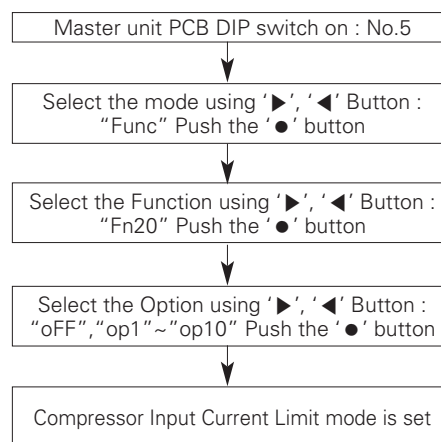 Master unit PCB DIP switch on : No.5
Select the mode using ‘▶’, ‘◀’ Button :
“Func” Push the ‘●’ button
Select the Function using ‘▶’, ‘◀’ Button :
“Fn20” Push the ‘●’ button
Select the Option using ‘▶’, ‘◀’ Button :
“oFF”,“op1”~”op10” Push the ‘●’ button
Compressor Input Current Limit mode is set